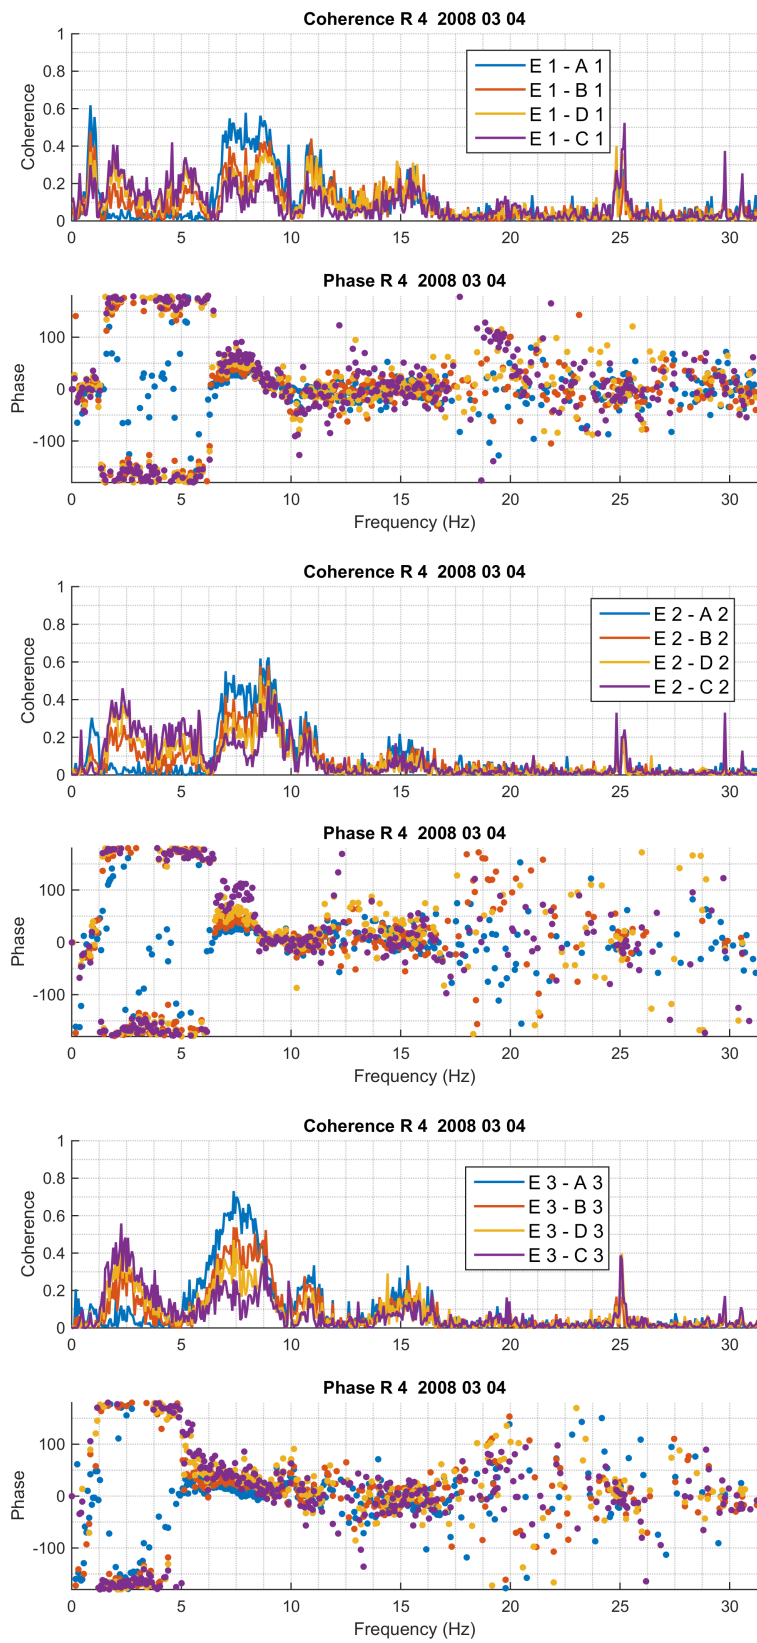 Coherence R 4 2008 03 04
Coherence
1
0.8
0.6
0.4
0.2
0
E 1 - A 1
E 1 - B 1
E 1 - D 1
E 1 - C 1
0 5 10 15 20 25 30
Phase R 4 2008 03 04
Phase
100
0
-100
0 5 10 15 20 25 30
Frequency (Hz)
Coherence R 4 2008 03 04
Coherence
1
0.8
0.6
0.4
0.2
0
E 2 - A 2
E 2 - B 2
E 2 - D 2
E 2 - C 2
0 5 10 15 20 25 30
Phase R 4 2008 03 04
Phase
100
0
-100
0 5 10 15 20 25 30
Frequency (Hz)
Coherence R 4 2008 03 04
Coherence
1
0.8
0.6
0.4
0.2
0
E 3 - A 3
E 3 - B 3
E 3 - D 3
E 3 - C 3
0 5 10 15 20 25 30
Phase R 4 2008 03 04
Phase
100
0
-100
0 5 10 15 20 25 30
Frequency (Hz)